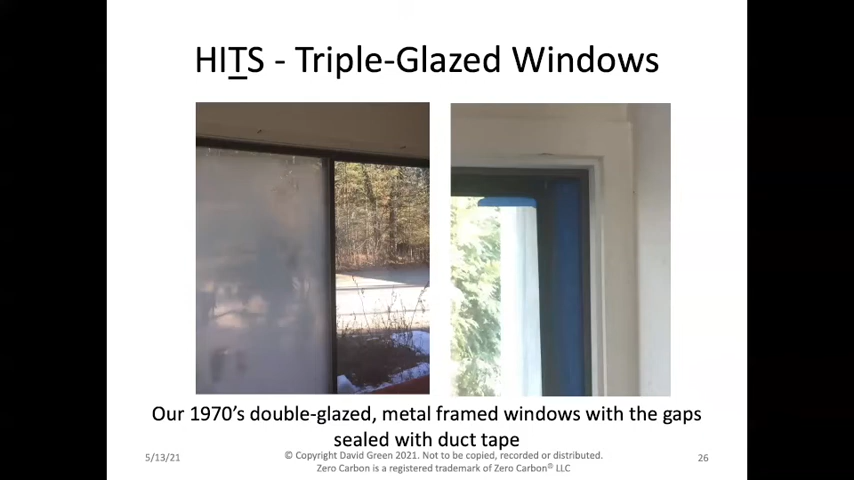 HITS - Triple-Glazed Windows
Our 1970's double-glazed, metal framed windows with the gaps
sealed with duct tape
5/13/21
© Copyright David Green 2021. Not to be copied, recorded or distributed.
Zero Carbon is a registered trademark of Zero Carbon® LLC
26